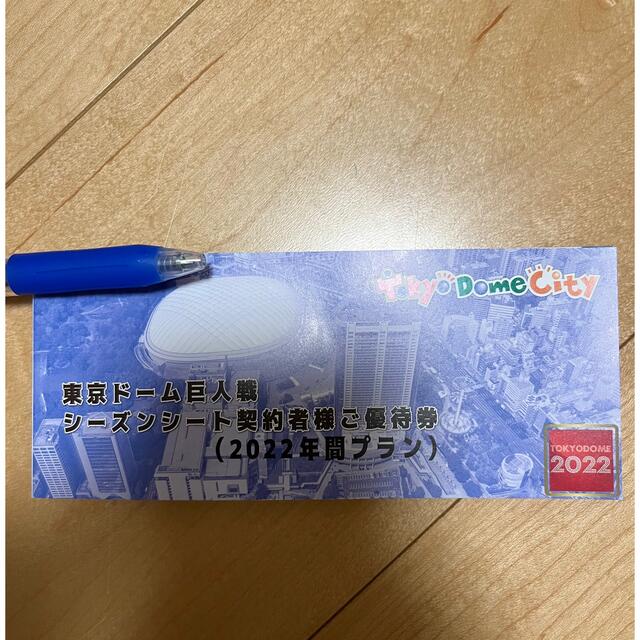 Tokyo Dome City
東京ドーム巨人戦
シーズンシート契約者様ご優待券
(2022年間プラン)
TOKYODOME
2022